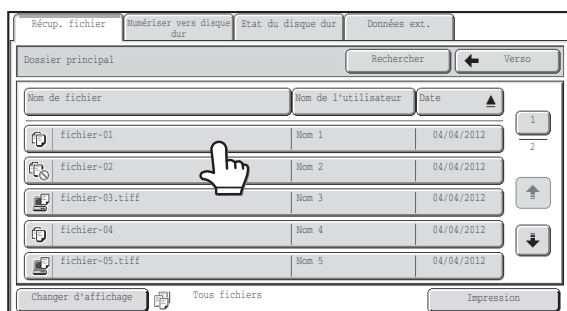 Récup. fichier
Numériser vers disque
dur
Etat du disque dur
Données ext.
Dossier principal
Rechercher
Verso
Nom de fichier
Nom de l'utilisateur
Date
1
2
fichier-01
Nom 1
04/04/2012
fichier-02
Nom 2
04/04/2012
fichier-03.tiff
Nom 3
04/04/2012
fichier-04
Nom 4
04/04/2012
fichier-05.tiff
Nom 5
04/04/2012
Changer d'affichage
Tous fichiers
Impression